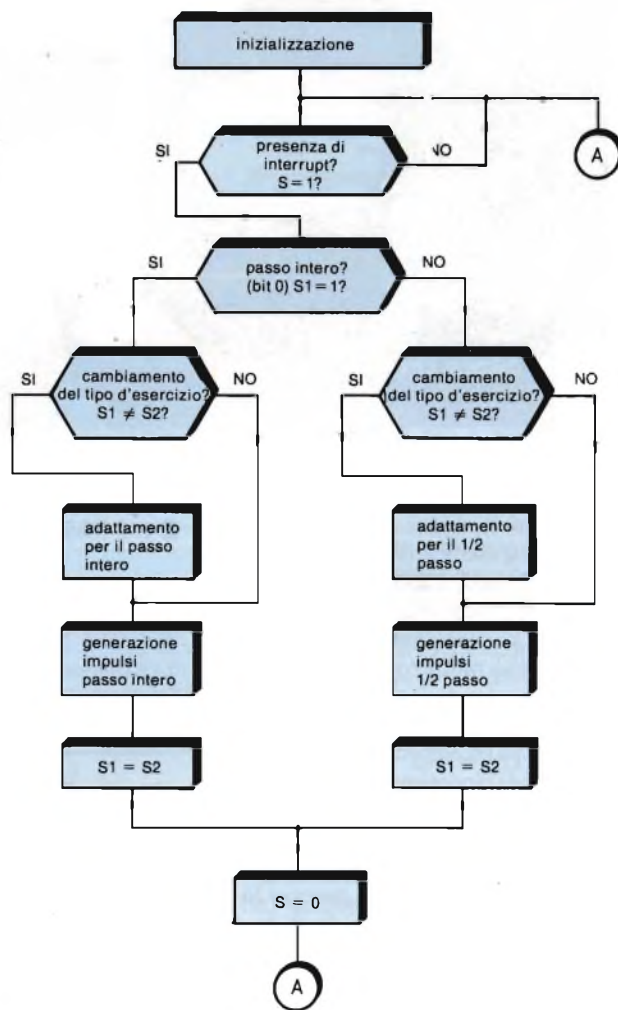 inizializzazione
SI
presenza di
interrupt?
S = 1?
NO
A
SI
passo intero?
(bit 0) S1 = 1?
NO
SI
cambiamento
del tipo d'esercizio?
S1 ≠ S2?
NO
SI
cambiamento
del tipo d'esercizio?
S1 ≠ S2?
NO
adattamento
per il passo
intero
adattamento
per il 1/2
passo
generazione
impulsi
passo intero
generazione
impulsi
1/2 passo
S1 = S2
S1 = S2
S = 0
A